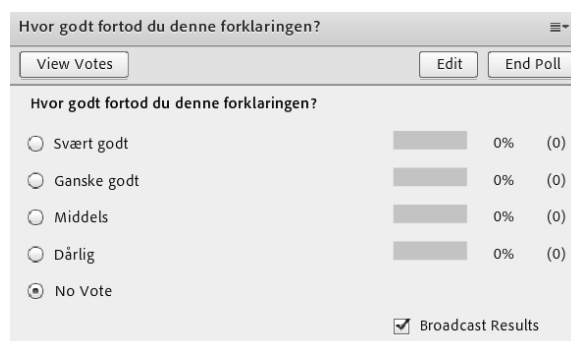 Hvor godt fortod du denne forklaringen?
View Votes Edit End Poll
Hvor godt fortod du denne forklaringen?
Svært godt 0% (0)
Ganske godt 0% (0)
Middels 0% (0)
Dårlig 0% (0)
No Vote
Broadcast Results